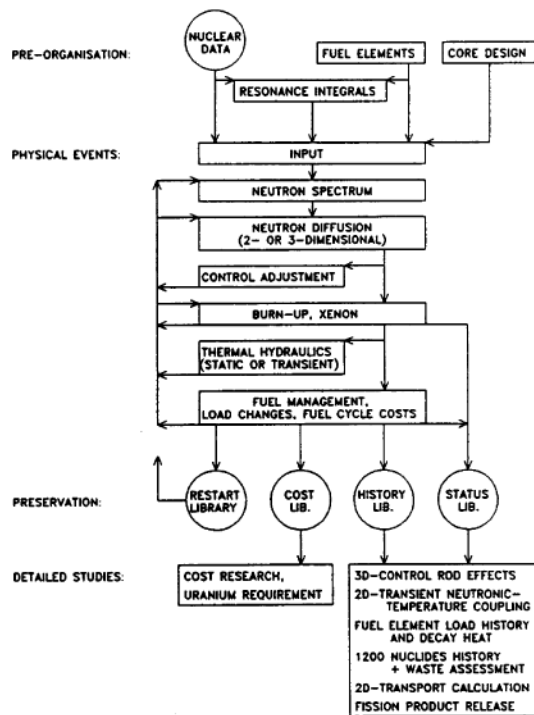 NUCLEAR
DATA
PRE-ORGANISATION:
FUEL ELEMENTS
CORE DESIGN
RESONANCE INTEGRALS
PHYSICAL EVENTS:
INPUT
NEUTRON SPECTRUM
NEUTRON DIFFUSION
(2- OR 3-DIMENSIONAL)
CONTROL ADJUSTMENT
BURN-UP, XENON
THERMAL HYDRAULICS
(STATIC OR TRANSIENT)
FUEL MANAGEMENT,
LOAD CHANGES, FUEL CYCLE COSTS
PRESERVATION:
RESTART
LIBRARY
COST
LIB.
HISTORY
LIB.
STATUS
LIB.
DETAILED STUDIES:
COST RESEARCH,
URANIUM REQUIREMENT
3D-CONTROL ROD EFFECTS
2D-TRANSIENT NEUTRONIC-
TEMPERATURE COUPLING
FUEL ELEMENT LOAD HISTORY
AND DECAY HEAT
1200 NUCLIDES HISTORY
+ WASTE ASSESSMENT
2D-TRANSPORT CALCULATION
FISSION PRODUCT RELEASE